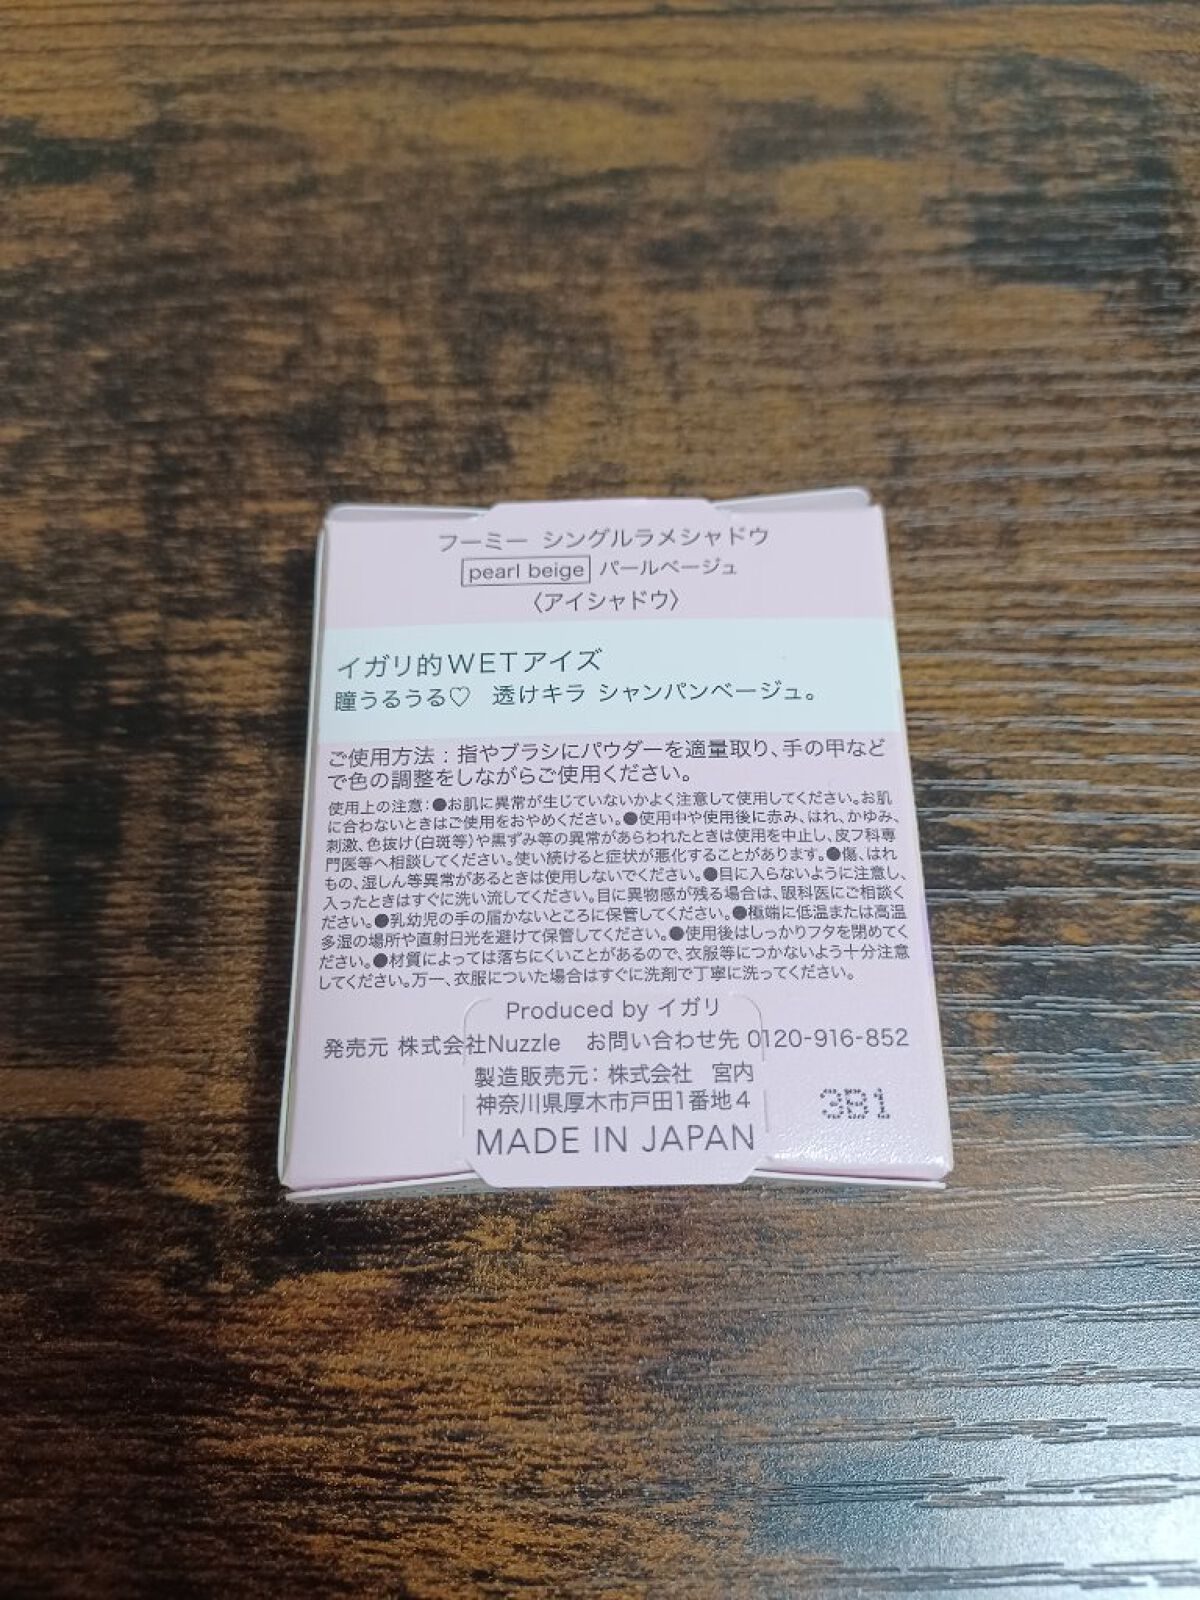 フーミー シングルラメシャドウ
pearl beige パールベージュ
〈アイシャドウ〉
イガリ的WETアイズ
瞳うるうる♡ 透けキラ シャンパンベージュ。
ご使用方法：指やブラシにパウダーを適量取り、手の甲など
で色の調整をしながらご使用ください。
使用上の注意：●お肌に異常が生じていないかよく注意して使用してください。お肌
に合わないときはご使用をおやめください。●使用中や使用後に赤み、はれ、かゆみ、
刺激、色抜け（白斑等）や黒ずみ等の異常があらわれたときは使用を中止し、皮フ科専
門医等へ相談してください。使い続けると症状が悪化することがあります。●傷、はれ
もの、湿しん等異常があるときは使用しないでください。●目に入らないように注意し、
入ったときはすぐに洗い流してください。目に異物感が残る場合は、眼科医にご相談く
ださい。●乳幼児の手の届かないところに保管してください。●極端に低温または高温
多湿の場所や直射日光を避けて保管してください。●使用後はしっかりフタを閉めてく
ださい。●材質によっては落ちにくいことがあるので、衣服等につかないよう十分注意
してください。万一、衣服についた場合はすぐに洗剤で丁寧に洗ってください。
Produced by イガリ
発売元 株式会社Nuzzle お問い合わせ先 0120-916-852
製造販売元：株式会社 宮内
神奈川県厚木市戸田1番地4
3B1
MADE IN JAPAN